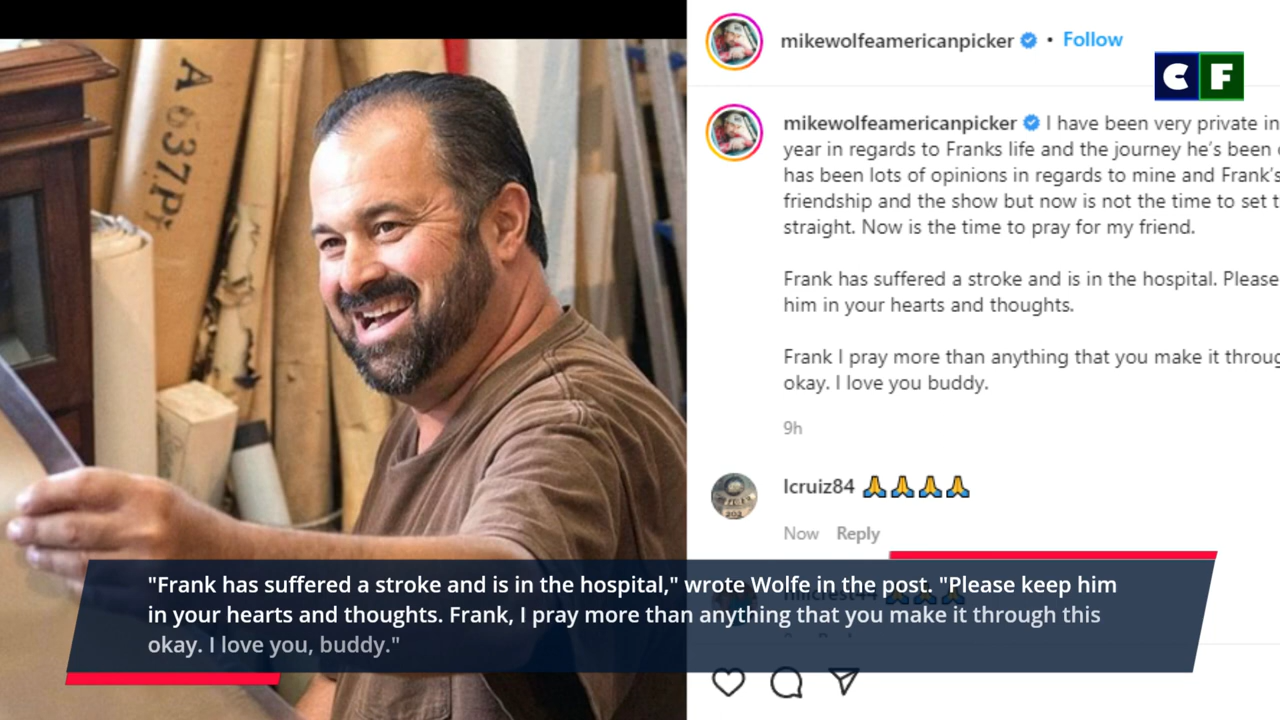 A 637P
mikewolfeamericanpicker • Follow
C F
mikewolfeamericanpicker I have been very private in
year in regards to Franks life and the journey he's been
has been lots of opinions in regards to mine and Frank's
friendship and the show but now is not the time to set
straight. Now is the time to pray for my friend.
Frank has suffered a stroke and is in the hospital. Please
him in your hearts and thoughts.
Frank I pray more than anything that you make it
okay. I love you buddy.
9h
lcruiz84 🙏🙏🙏🙏
Now Reply
"Frank has suffered a stroke and is in the hospital," wrote Wolfe in the post. "Please keep him
in your hearts and thoughts. Frank, I pray more than anything that you make it through this
okay. I love you, buddy."